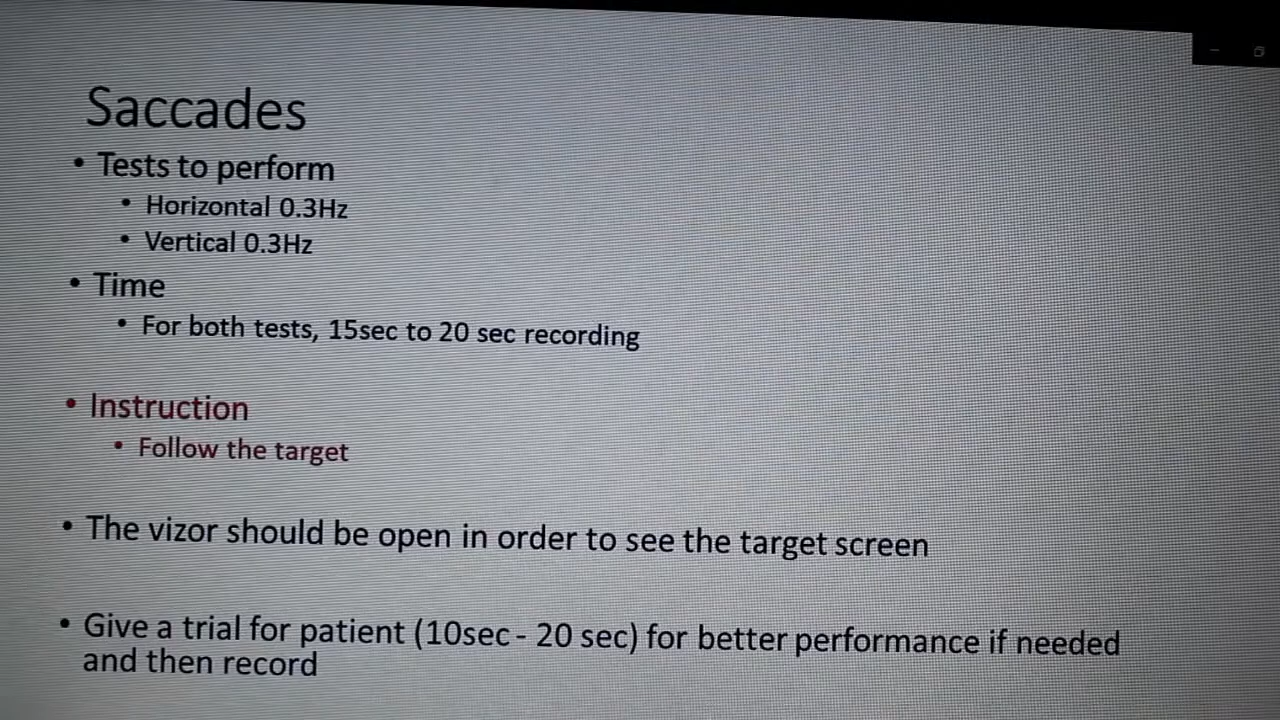 Saccades
• Tests to perform
• Horizontal 0.3Hz
• Vertical 0.3Hz
• Time
• For both tests, 15sec to 20 sec recording
• Instruction
• Follow the target
• The vizor should be open in order to see the target screen
• Give a trial for patient (10sec - 20 sec) for better performance if needed
and then record